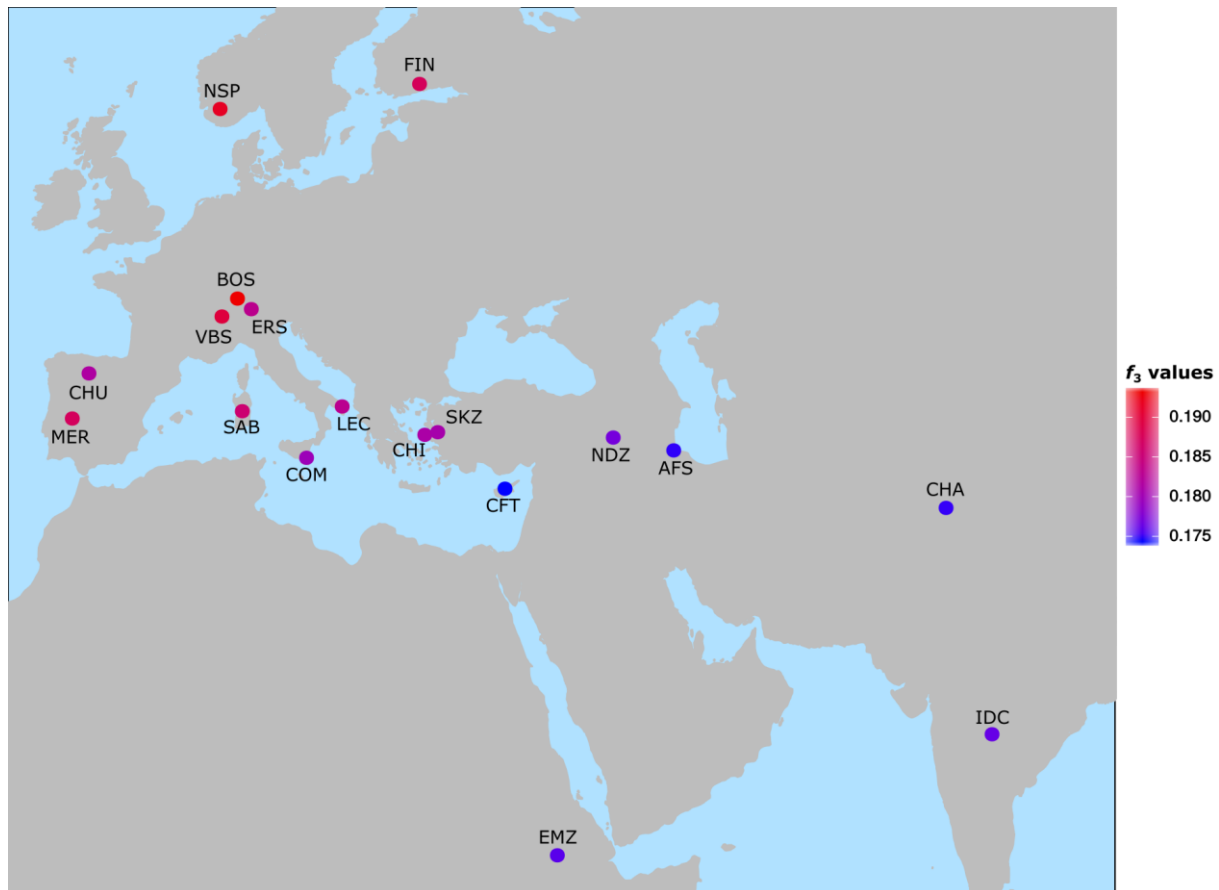 FIN
NSP
BOS
VBS
ERS
CHU
MER
SAB
LEC
COM
CHI
SKZ
CFT
NDZ
AFS
CHA
IDC
EMZ
f3 values
0.190
0.185
0.180
0.175